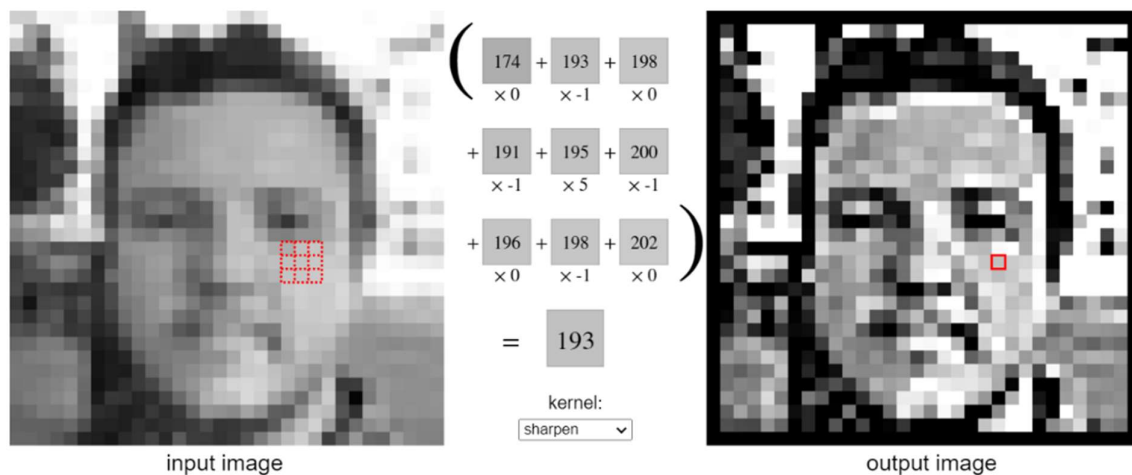 ( 174 + 193 + 198
× 0 × -1 × 0
+ 191 + 195 + 200
× -1 × 5 × -1
+ 196 + 198 + 202 )
× 0 × -1 × 0
= 193
kernel:
sharpen
input image
output image